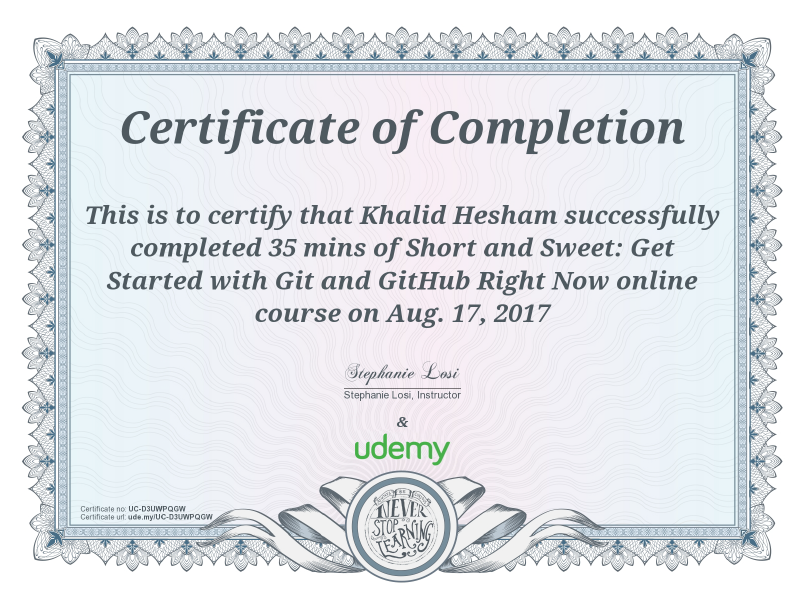 Certificate of Completion
This is to certify that Khalid Hesham successfully
completed 35 mins of Short and Sweet: Get
Started with Git and GitHub Right Now online
course on Aug. 17, 2017
Stephanie Losi
Stephanie Losi, Instructor
&
udemy
Certificate no: UC-D3UWPQGW
Certificate url: ude.my/UC-D3UWPQGW
NEVER
STOP
LEARNING